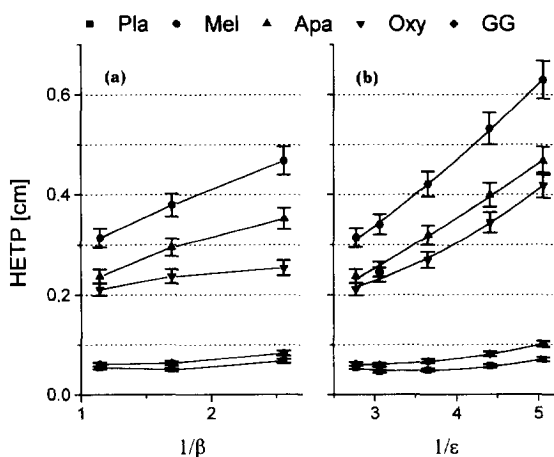 Pla Mel Apa Oxy GG
(a) (b)
HETP [cm]
0,6
0,4
0,2
0,0
1 2 3 4 5
1/β 1/ε